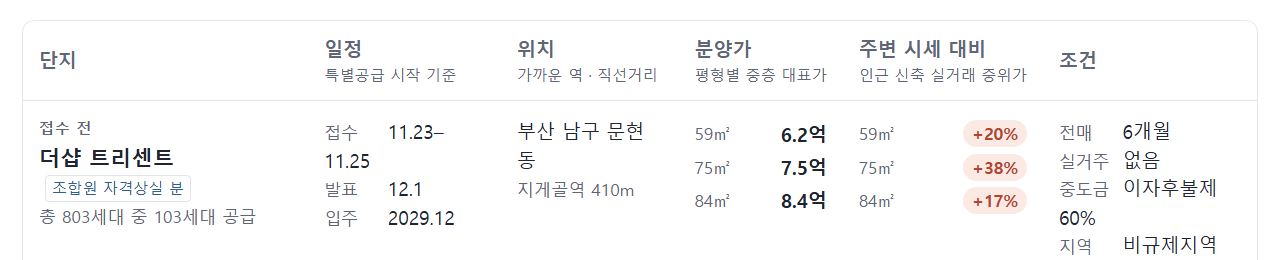 단지
일정
특별공급 시작 기준
위치
가까운 역 · 직선거리
분양가
평형별 중층 대표가
주변 시세 대비
인근 신축 실거래 중위가
조건
접수 전
더샵 트리센트
조합원 자격상실 분
총 803세대 중 103세대 공급
접수 11.23–
11.25
발표 12.1
입주 2029.12
부산 남구 문현
동
지게골역 410m
59㎡ 6.2억
75㎡ 7.5억
84㎡ 8.4억
59㎡ +20%
75㎡ +38%
84㎡ +17%
전매 6개월
실거주 없음
중도금 이자후불제
60%
지역 비규제지역